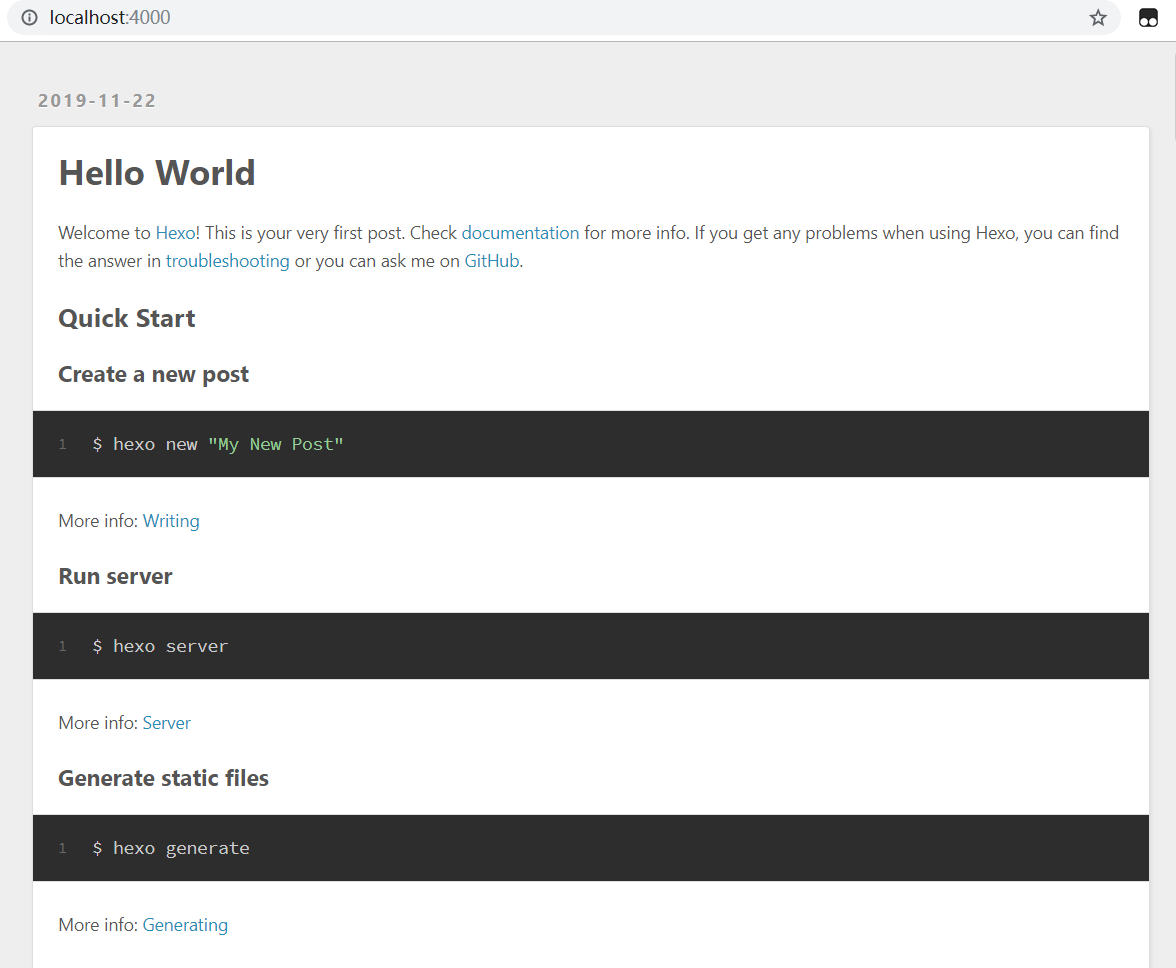 localhost:4000
2019-11-22
Hello World
Welcome to Hexo! This is your very first post. Check documentation for more info. If you get any problems when using Hexo, you can find
the answer in troubleshooting or you can ask me on GitHub.
Quick Start
Create a new post
1 $ hexo new "My New Post"
More info: Writing
Run server
1 $ hexo server
More info: Server
Generate static files
1 $ hexo generate
More info: Generating